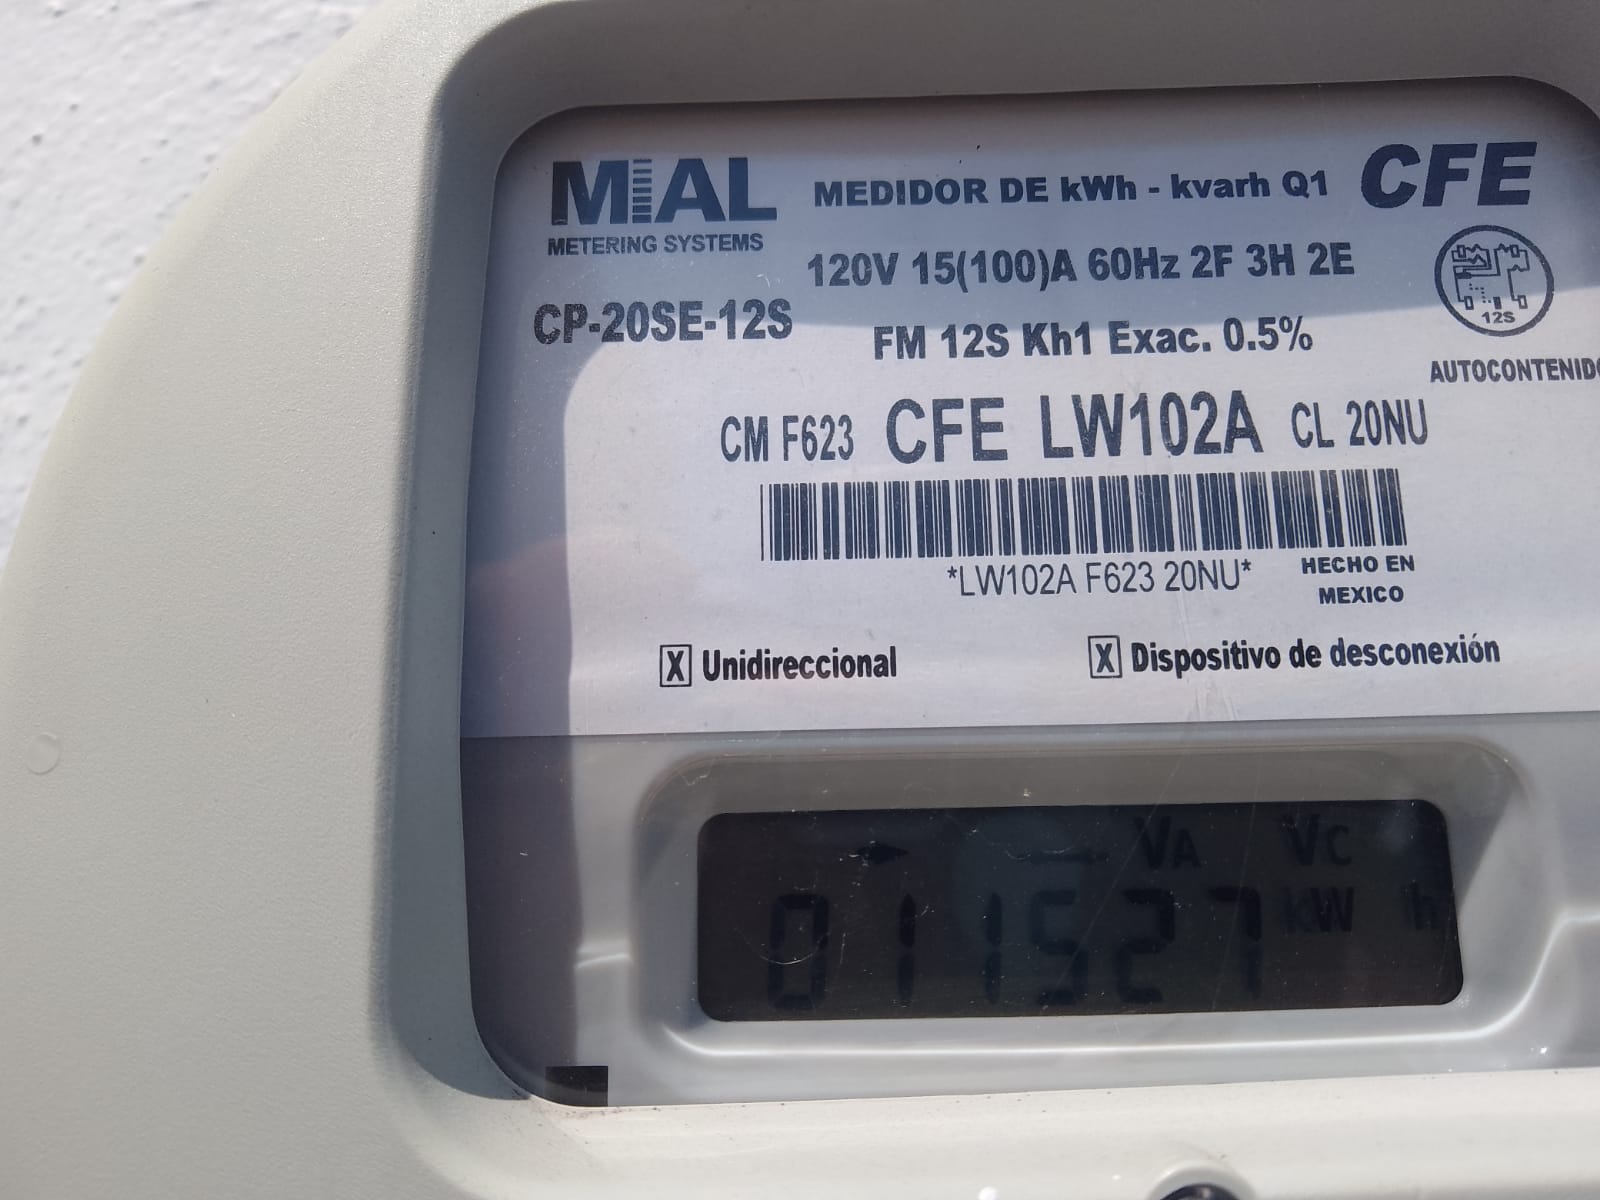 MIAL
METERING SYSTEMS
MEDIDOR DE kWh - kvarh Q1
CFE
120V 15(100)A 60Hz 2F 3H 2E
CP-20SE-12S
12S
FM 12S Kh1 Exac. 0.5%
AUTOCONTENIDO
CM F623 CFE LW102A CL 20NU
*LW102A F623 20NU*
HECHO EN
MEXICO
X Unidireccional
X Dispositivo de desconexión
VA VC
011527 kW h